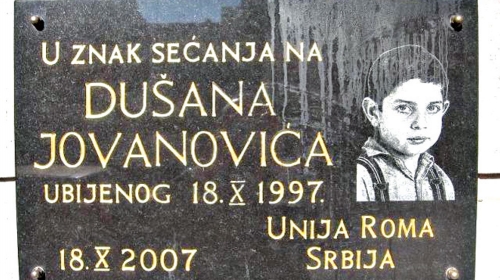 U ZNAK SEĆANJA NA
DUŠANA
JOVANOVIĆA
UBIJENOG 18. X 1997.
UNIJA ROMA
SRBIJA
18. X 2007